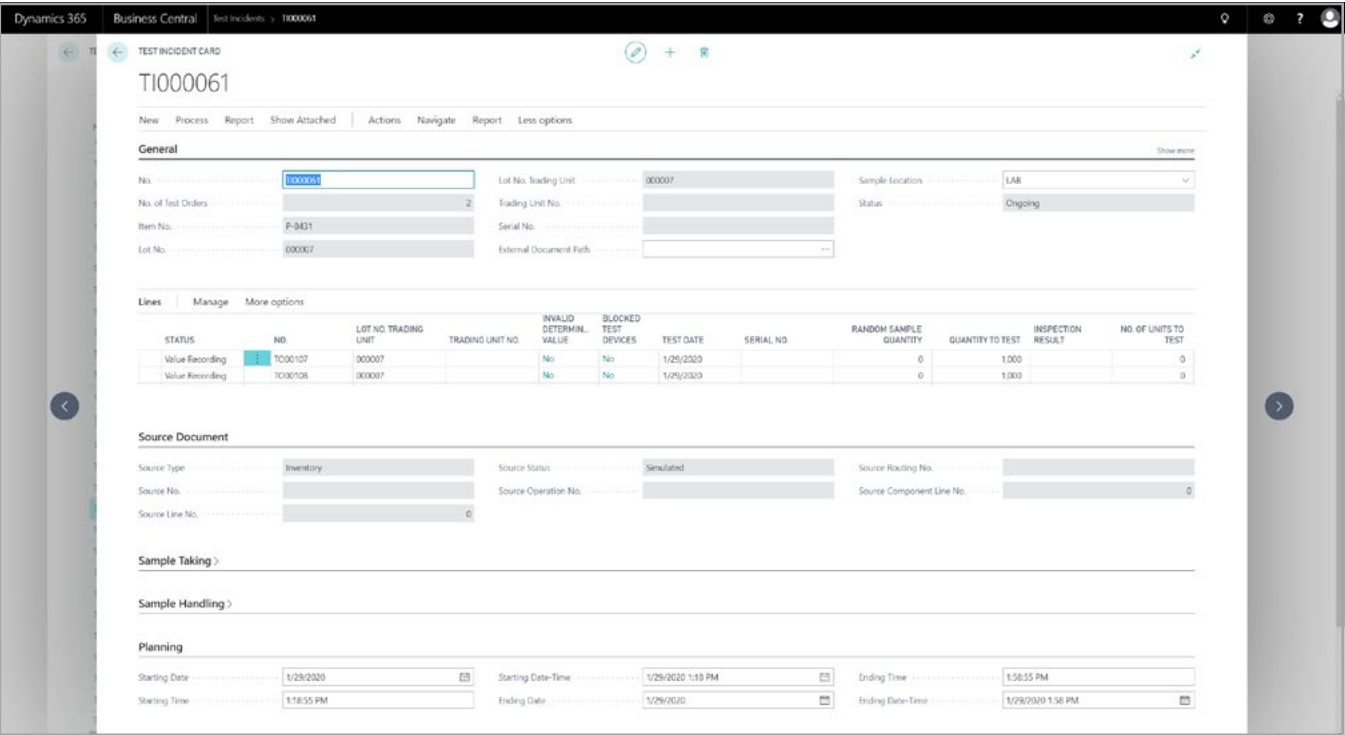 Dynamics 365 Business Central Test Incidents > TI000061 ?
TEST INCIDENT CARD
TI000061
New Process Report Show Attached Actions Navigate Report Less options
General Show more
No. TI000061 Lot No. Trading Unit 000007 Sample Location LAB
No. of Test Orders 2 Trading Unit No. Status Ongoing
Item No. P-8431 Serial No.
Lot No. 000007 External Document Path ...
Lines Manage More options
STATUS NO. LOT NO. TRADING UNIT TRADING UNIT NO. INVALID DETERMIN... VALUE BLOCKED TEST DEVICES TEST DATE SERIAL NO. RANDOM SAMPLE QUANTITY QUANTITY TO TEST INSPECTION RESULT NO. OF UNITS TO TEST
Value Recording TO00107 000007 No No 1/29/2020 0 1,000 0
Value Recording TO00108 000007 No No 1/29/2020 0 1,000 0
Source Document
Source Type Inventory Source Status Simulated Source Routing No.
Source No. Source Operation No. Source Component Line No. 0
Source Line No. 0
Sample Taking >
Sample Handling >
Planning
Starting Date 1/29/2020 Starting Date-Time 1/29/2020 1:18 PM Ending Time 1:58:55 PM
Starting Time 1:18:55 PM Ending Date 1/29/2020 Ending Date-Time 1/29/2020 1:58 PM